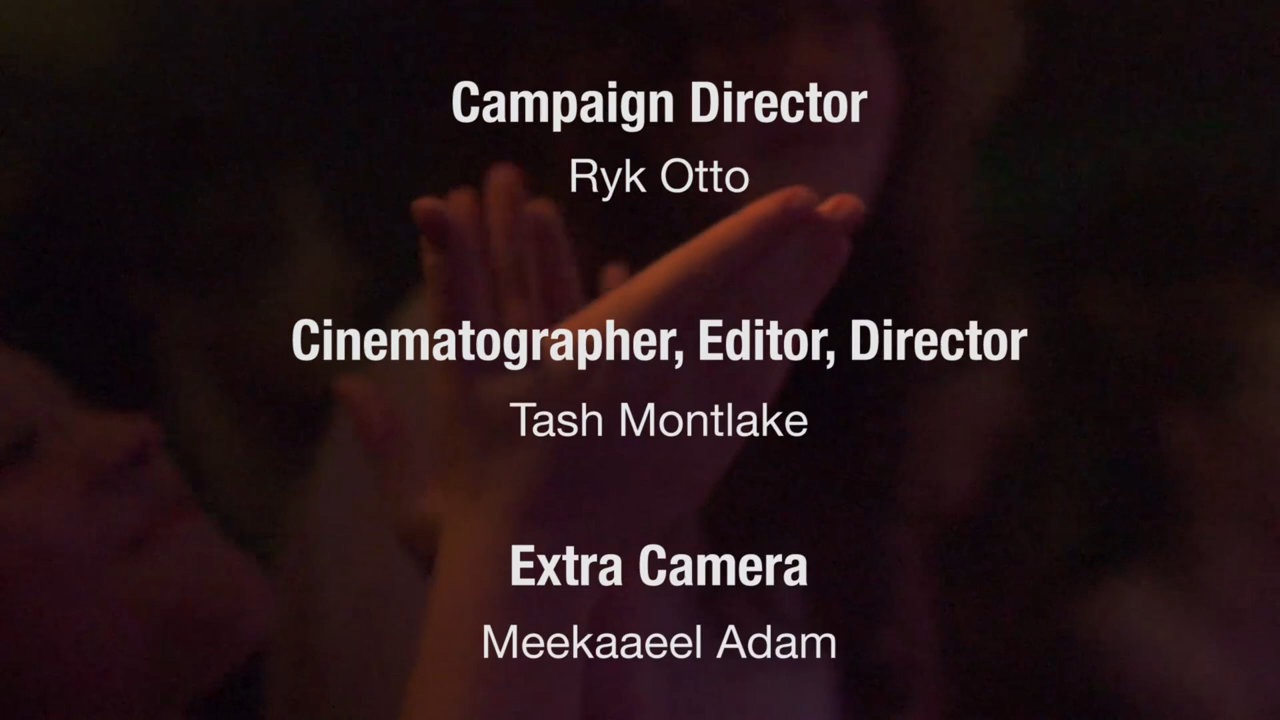 Campaign Director
Ryk Otto
Cinematographer, Editor, Director
Tash Montlake
Extra Camera
Meekaaeel Adam